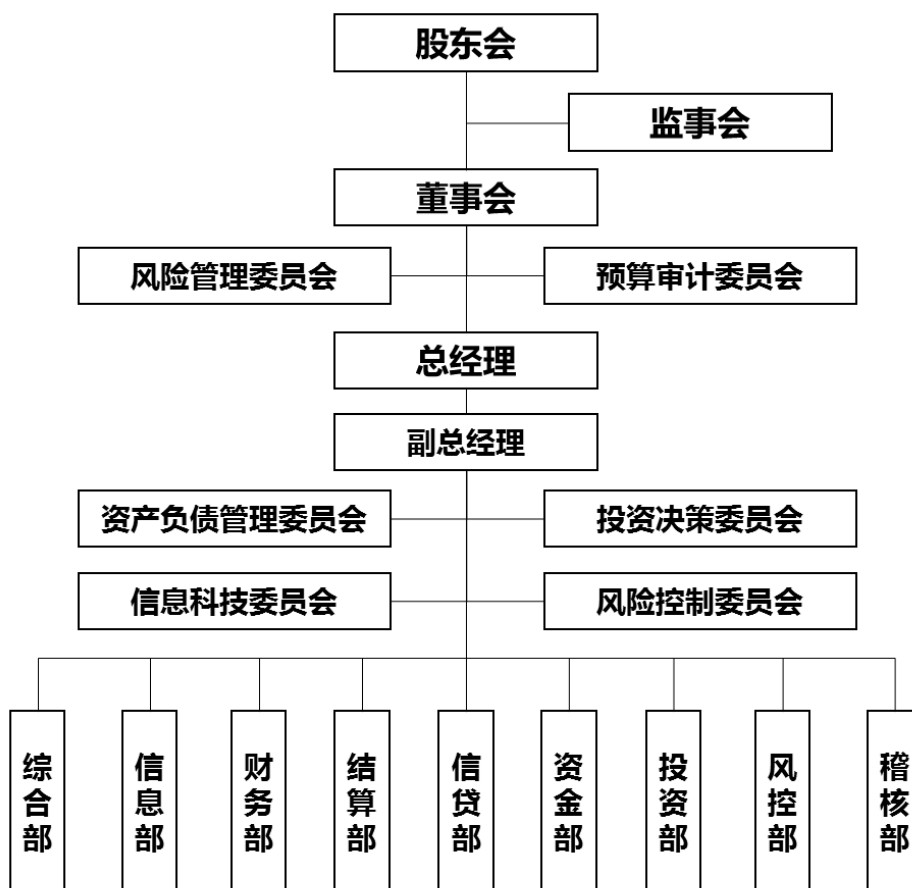 股东会
监事会
董事会
风险管理委员会
预算审计委员会
总经理
副总经理
资产负债管理委员会
投资决策委员会
信息科技委员会
风险控制委员会
综合部
信息部
财务部
结算部
信贷部
资金部
投资部
风控部
稽核部